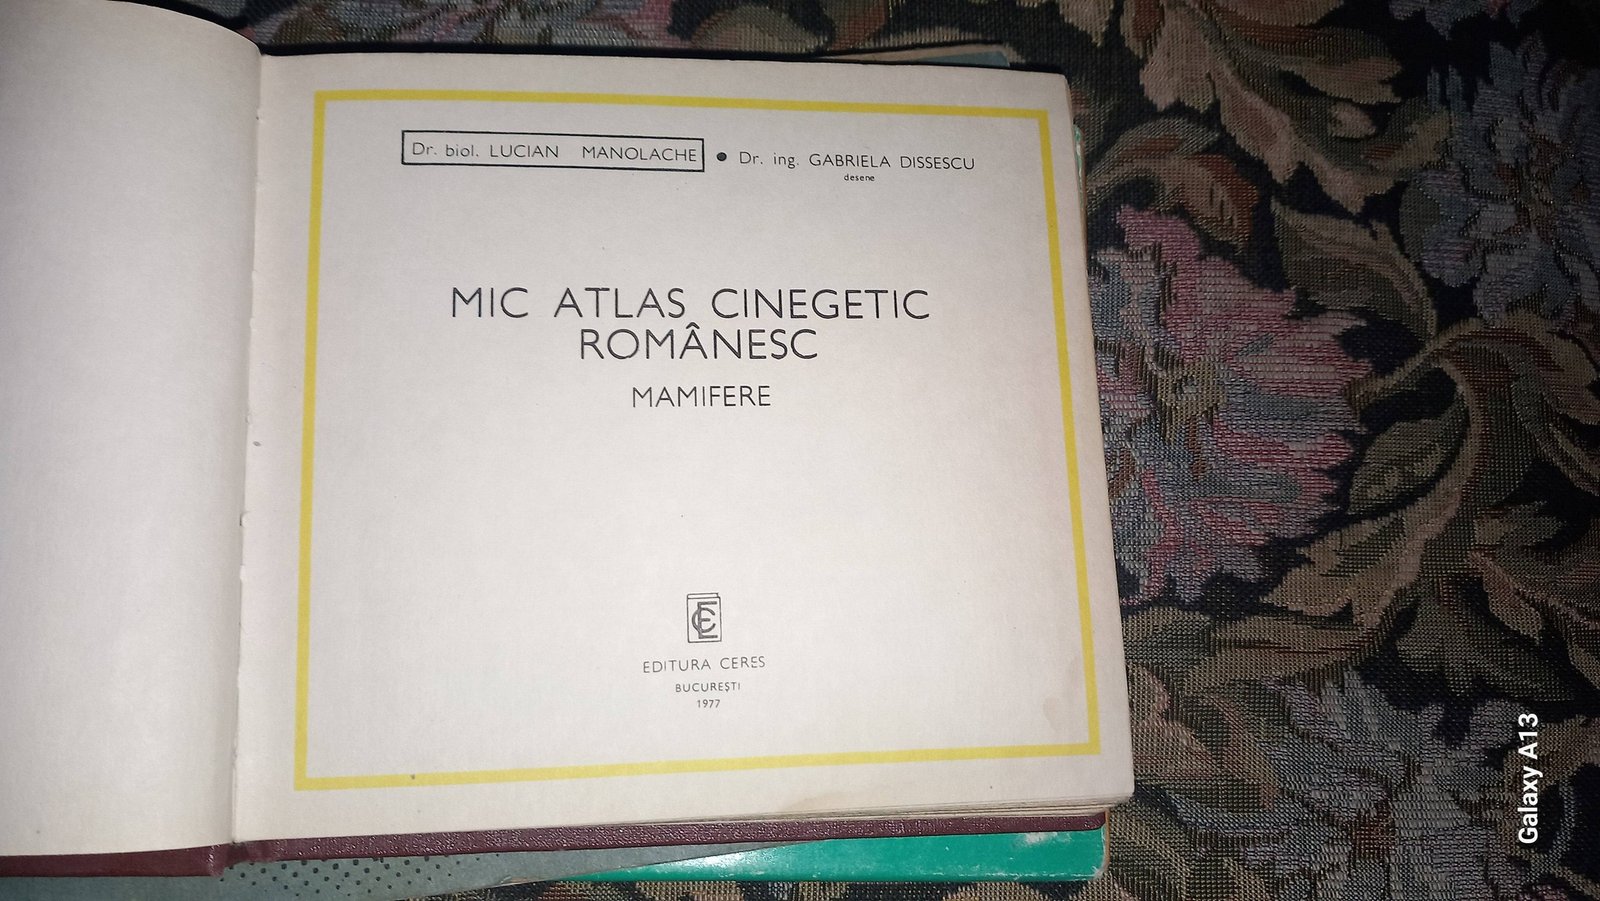 Dr. biol. LUCIAN MANOLACHE • Dr. ing. GABRIELA DISSESCU
desene
MIC ATLAS CINEGETIC
ROMÂNESC
MAMIFERE
CE
EDITURA CERES
BUCUREȘTI
1977
Galaxy A13